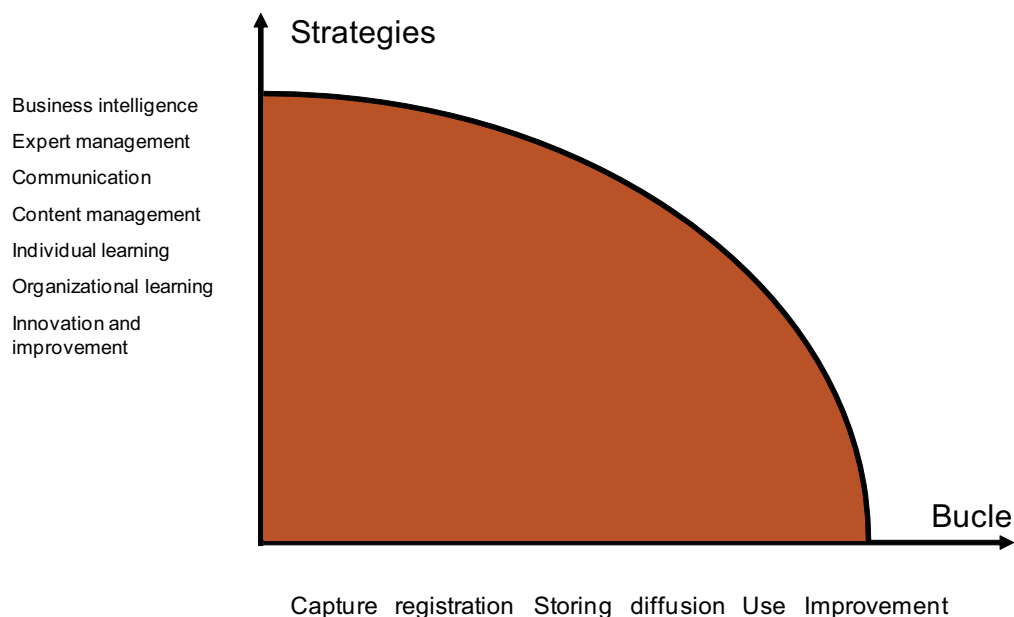 Strategies
Business intelligence
Expert management
Communication
Content management
Individual learning
Organizational learning
Innovation and
improvement
Bucle
Capture registration Storing diffusion Use Improvement